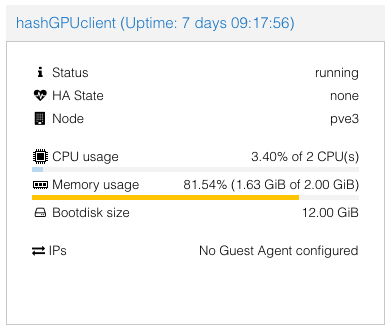 hashGPUclient (Uptime: 7 days 09:17:56)
Status running
HA State none
Node pve3
CPU usage 3.40% of 2 CPU(s)
Memory usage 81.54% (1.63 GiB of 2.00 GiB)
Bootdisk size 12.00 GiB
IPs No Guest Agent configured